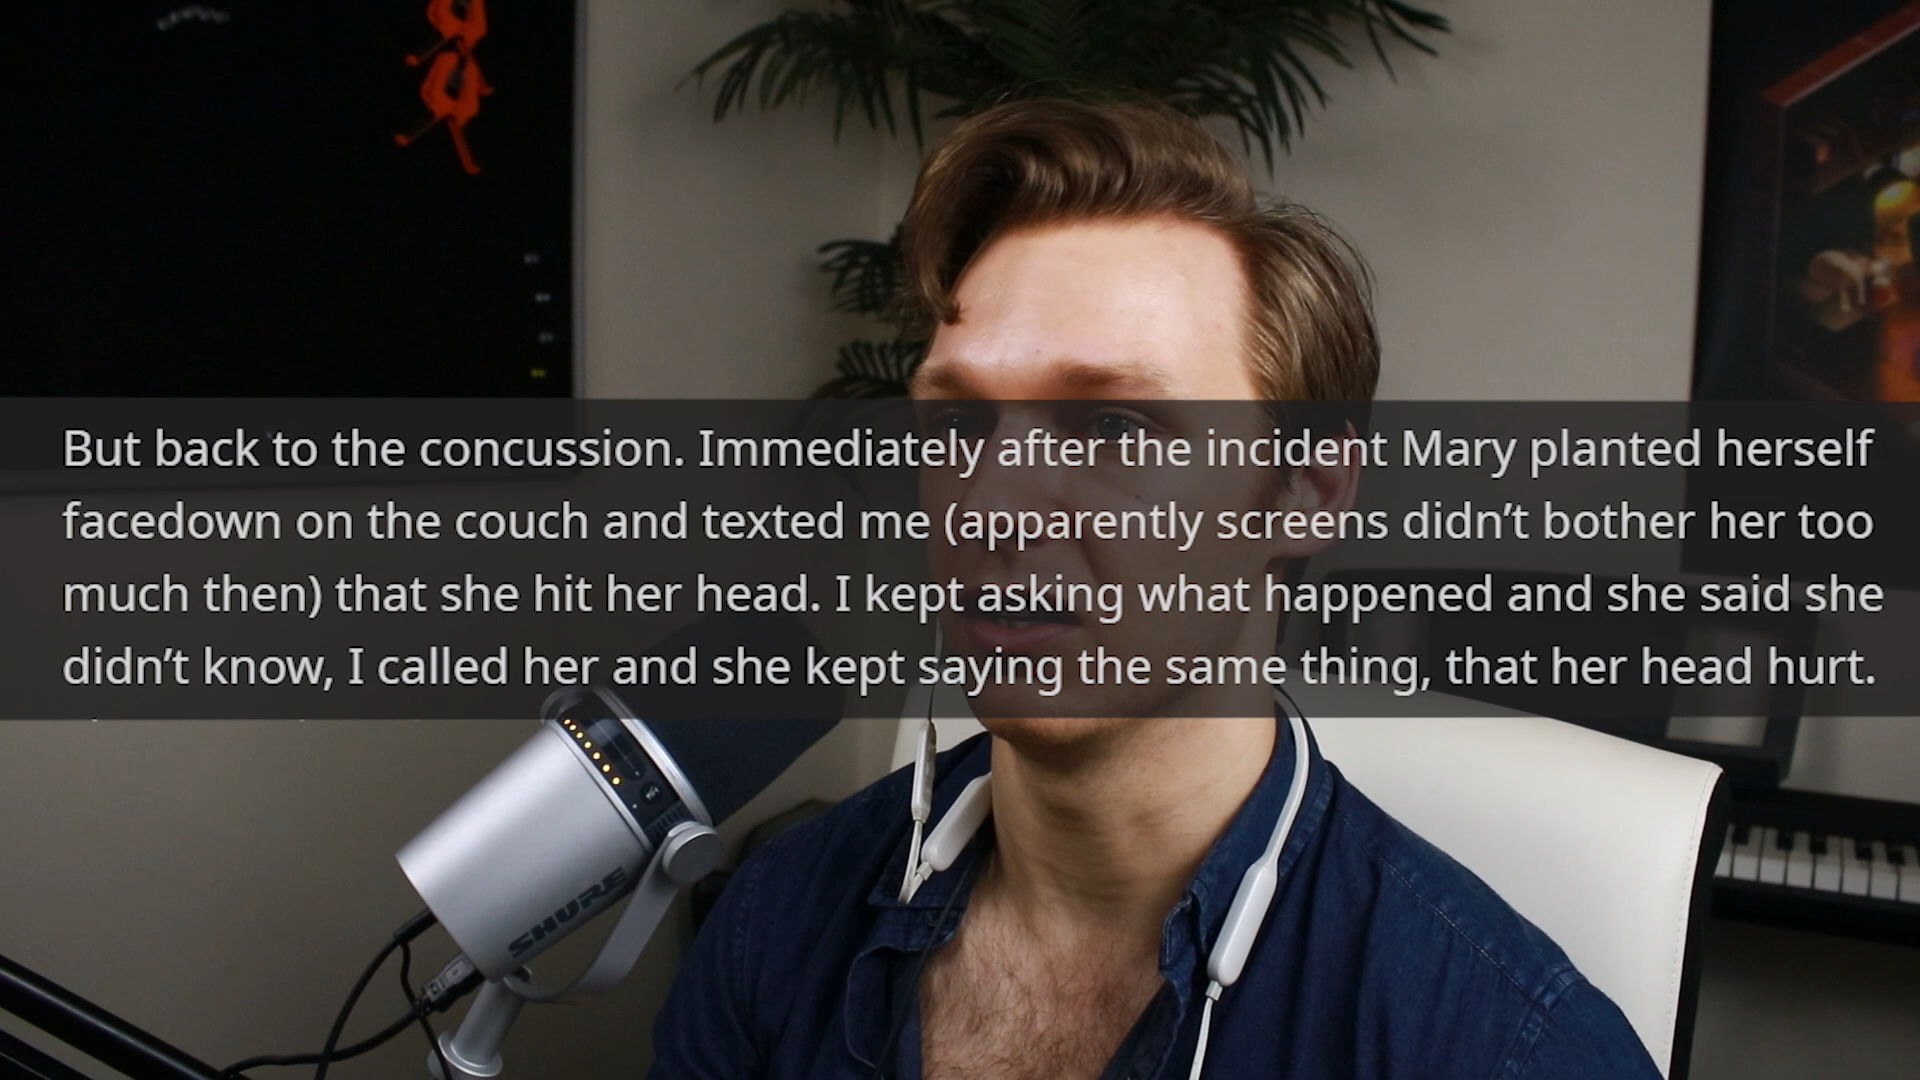 But back to the concussion. Immediately after the incident Mary planted herself
facedown on the couch and texted me (apparently screens didn’t bother her too
much then) that she hit her head. I kept asking what happened and she said she
didn’t know, I called her and she kept saying the same thing, that her head hurt.
SHURE